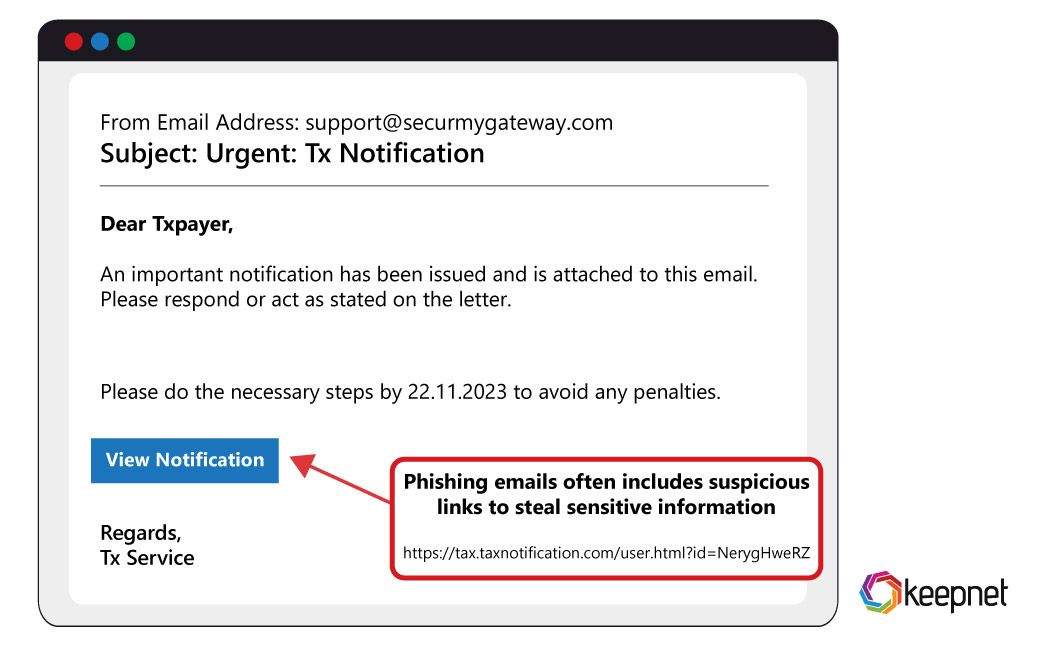 From Email Address: support@securmygateway.com
Subject: Urgent: Tx Notification
Dear Txpayer,
An important notification has been issued and is attached to this email.
Please respond or act as stated on the letter.
Please do the necessary steps by 22.11.2023 to avoid any penalties.
View Notification
Phishing emails often includes suspicious
links to steal sensitive information
https://tax.taxnotification.com/user.html?id=NerygHweRZ
Regards,
Tx Service
keepnet